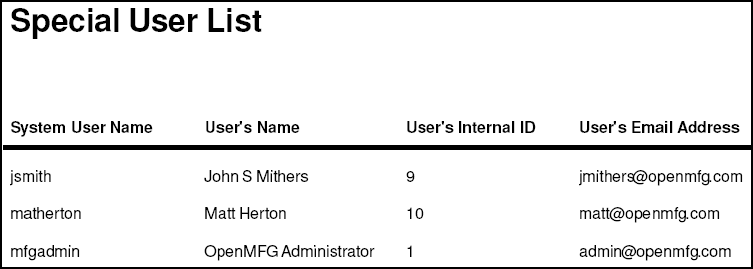 Special User List
System User Name User's Name User's Internal ID User's Email Address
jsmith John S Mithers 9 jmithers@openmfg.com
matherton Matt Herton 10 matt@openmfg.com
mfgadmin OpenMFG Administrator 1 admin@openmfg.com